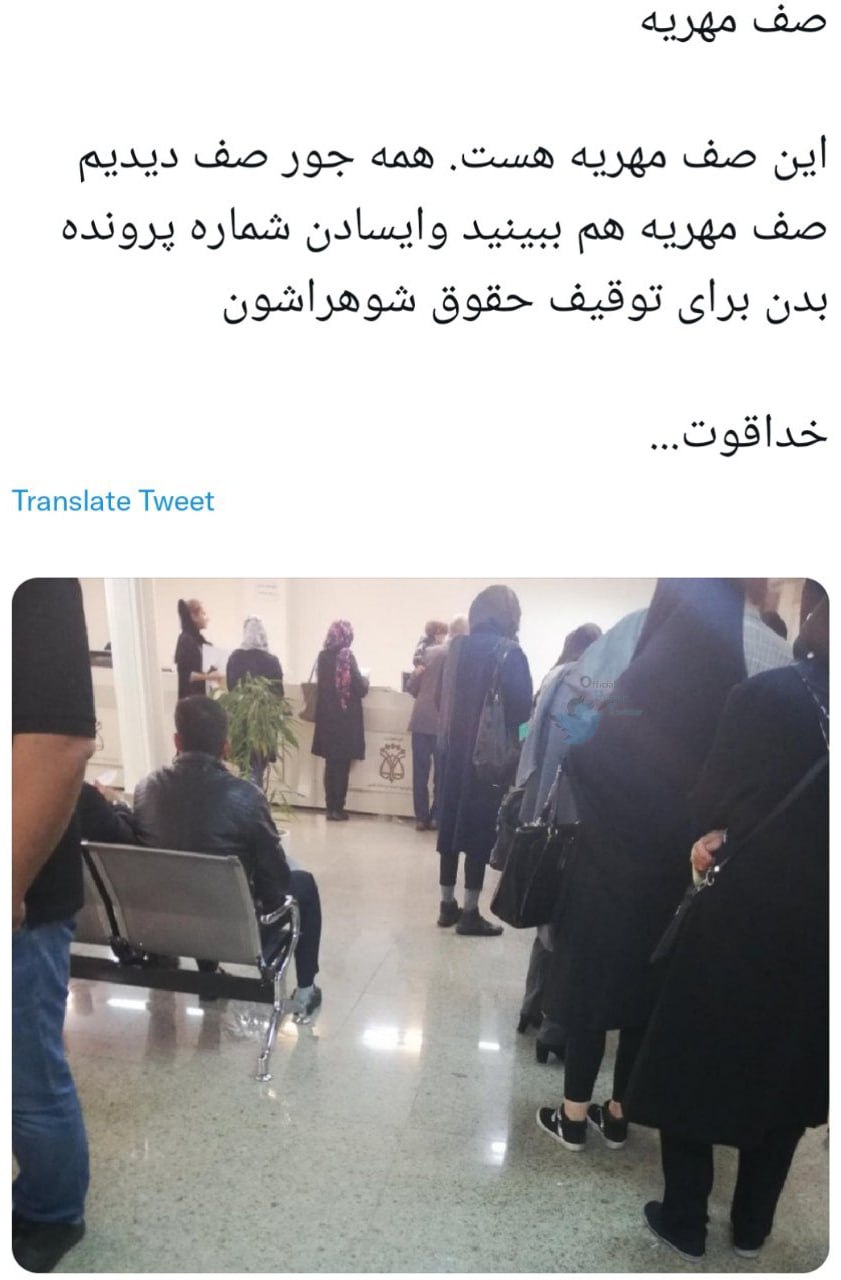 صف مهریه
این صف مهریه هست. همه جور صف دیدیم
صف مهریه هم ببینید وایسادن شماره پرونده
بدن برای توقیف حقوق شوهراشون
خداقوت...
Translate Tweet
Official